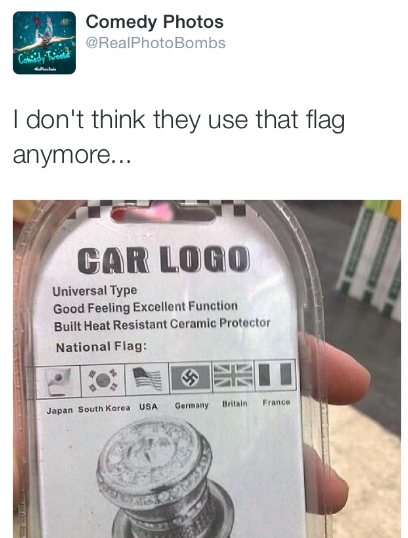 Comedy Photos
@RealPhotoBombs
I don't think they use that flag
anymore...
CAR LOGO
Universal Type
Good Feeling Excellent Function
Built Heat Resistant Ceramic Protector
National Flag:
Japan South Korea USA Germany Britain France